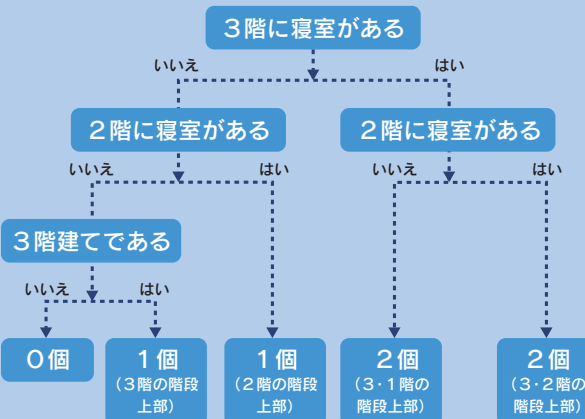 3階に寝室がある
いいえ
はい
2階に寝室がある
2階に寝室がある
いいえ
はい
いいえ
はい
3階建てである
いいえ
はい
0個
1個
(3階の階段
上部)
1個
(2階の階段
上部)
2個
(3・1階の
階段上部)
2個
(3・2階の
階段上部)